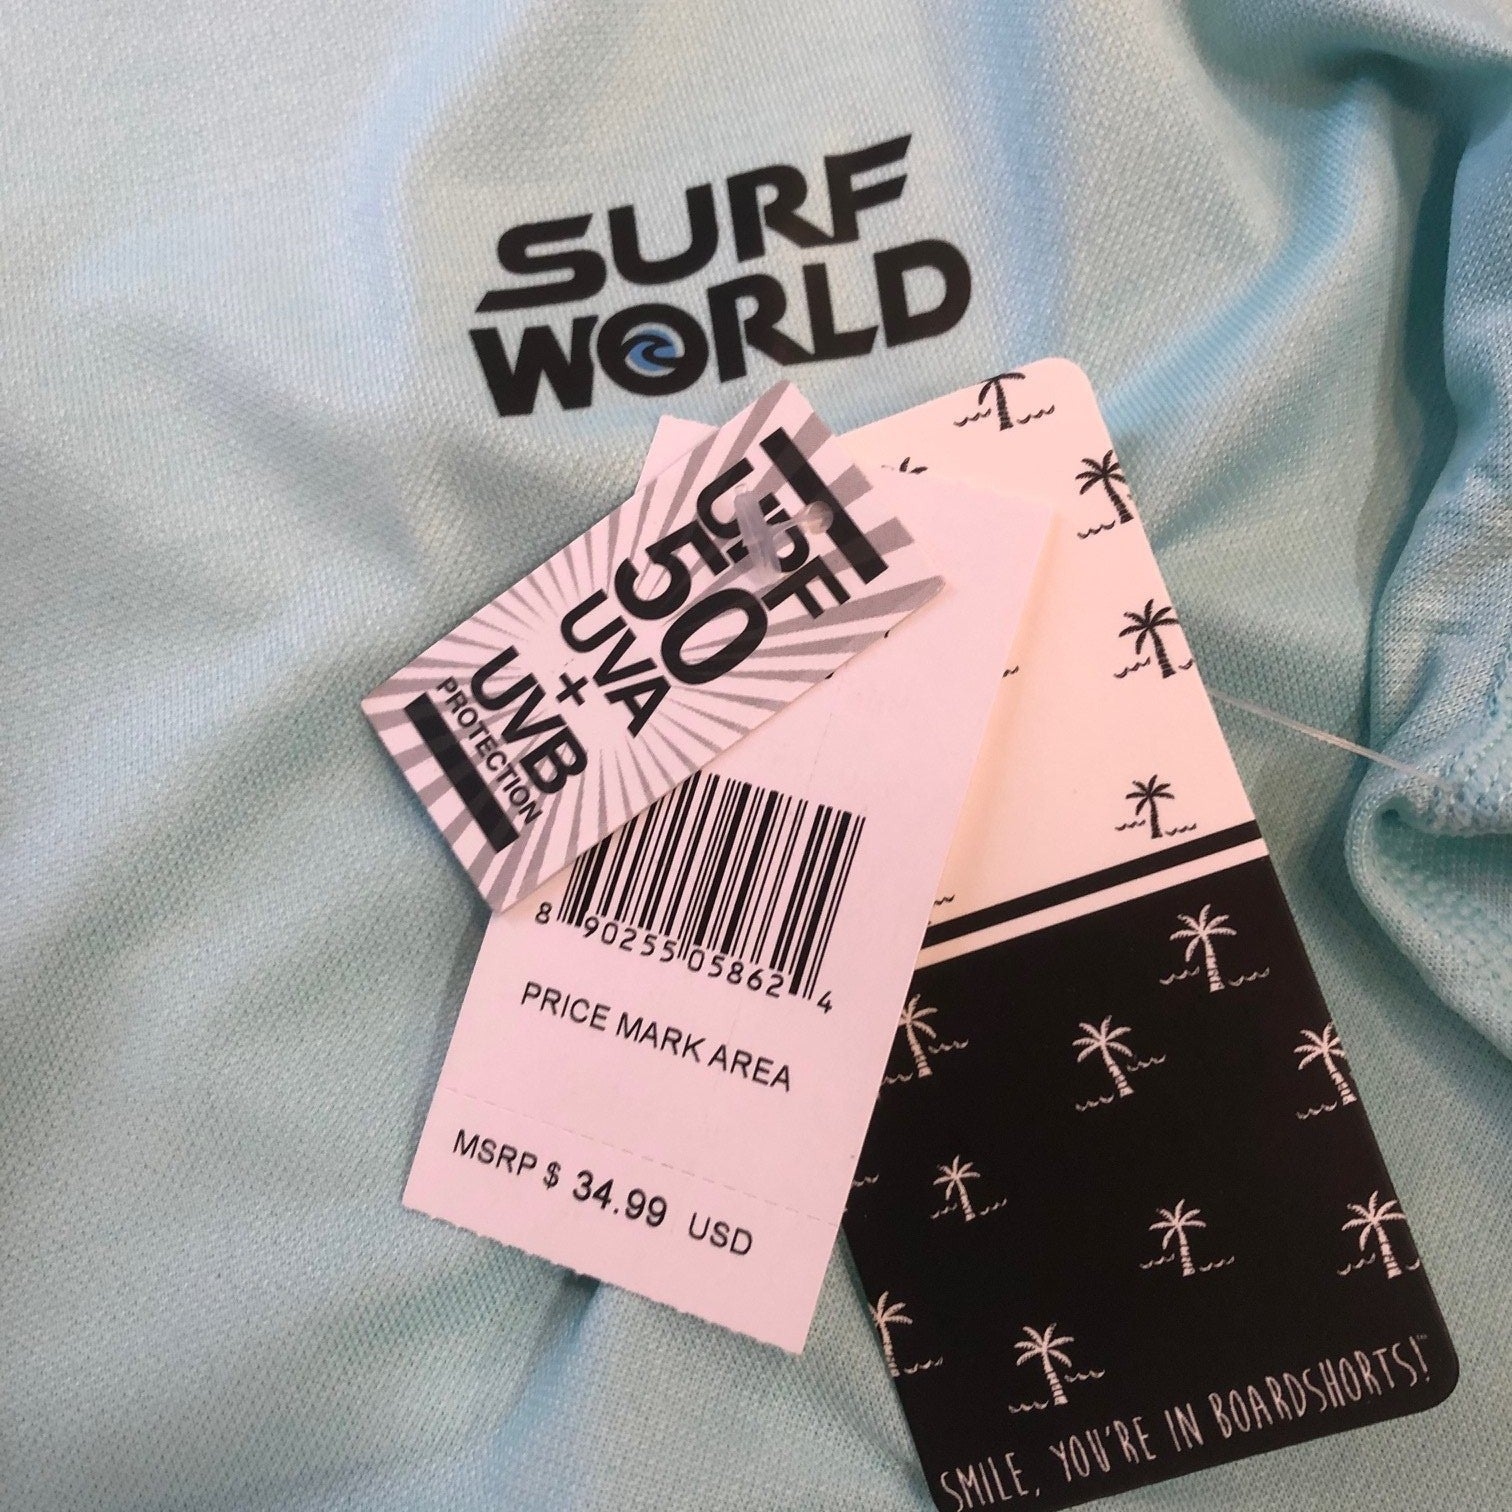 SURF
WORLD
UPF
50
UVA
+
UVB
PROTECTION
8 90255 05862 4
PRICE MARK AREA
MSRP $ 34.99 USD
SMILE, YOU'RE IN BOARDSHORTS!™